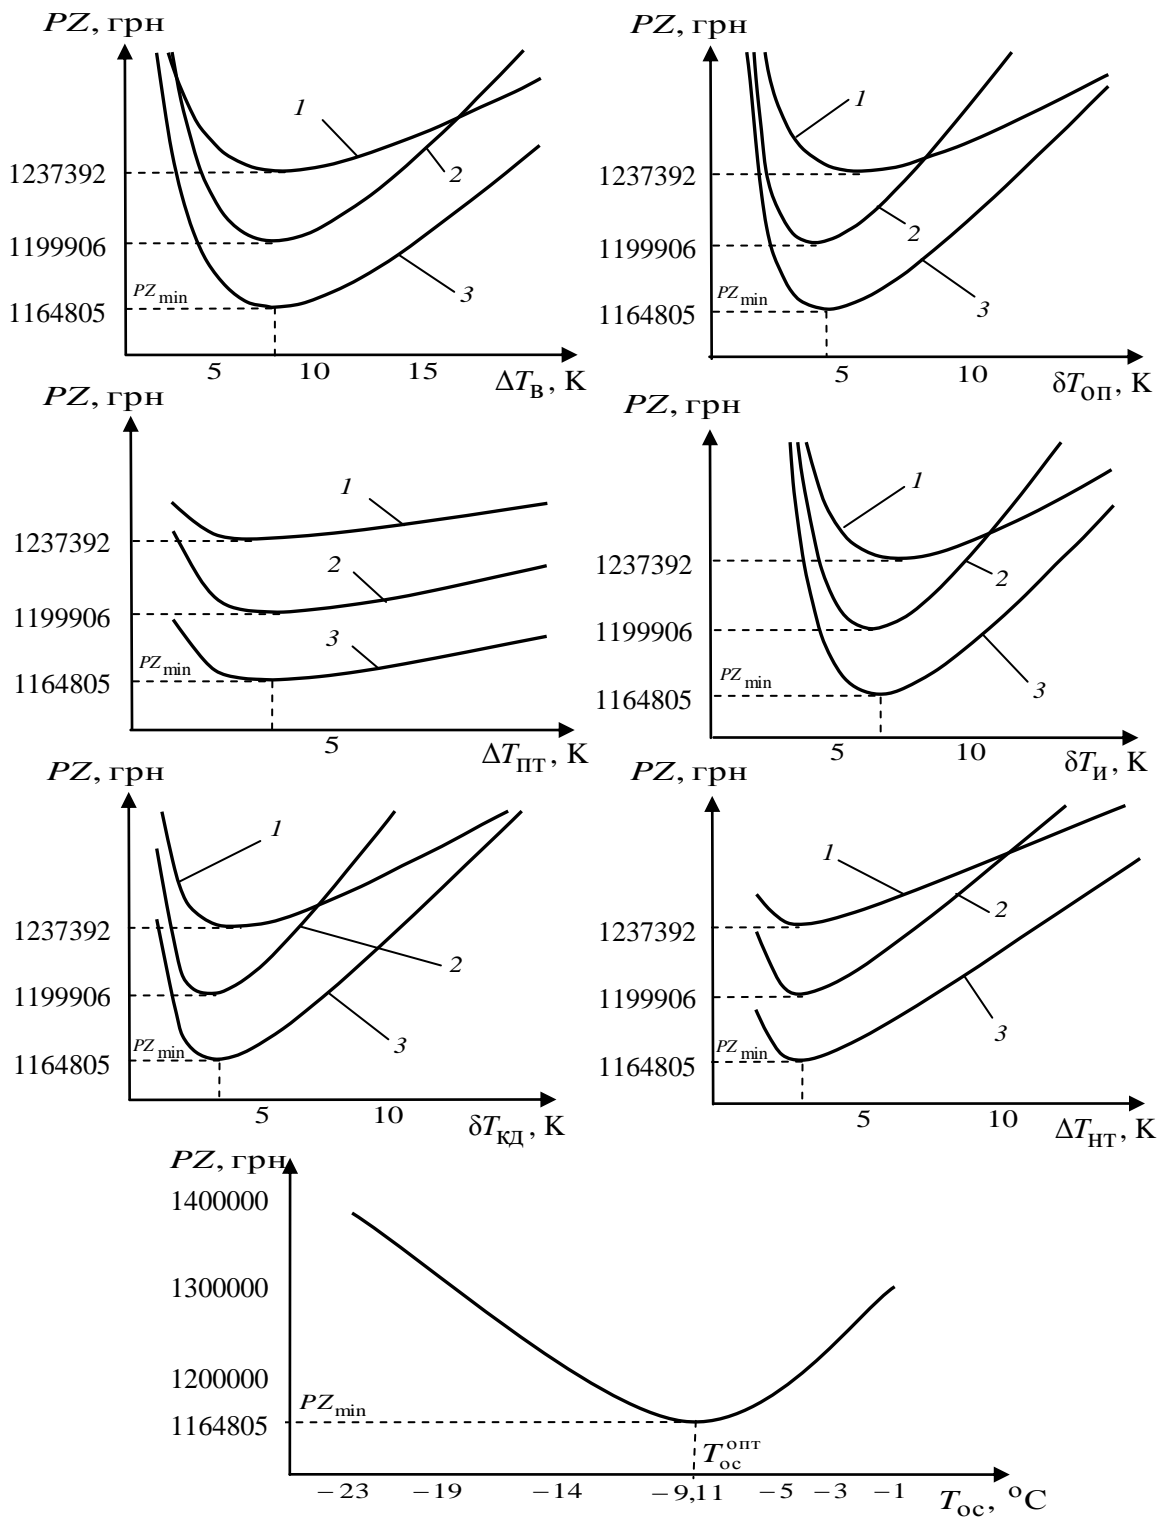 PZ, грн
1
1237392
2
1199906
PZmin
3
1164805
5 10 15
ΔTв, К
PZ, грн
1
1237392
2
1199906
PZmin
3
1164805
5 10
δTоп, К
PZ, грн
1
1237392
2
1199906
3
PZmin
1164805
5
ΔTпт, К
PZ, грн
1
1237392
2
1199906
PZmin
3
1164805
5 10
δTи, К
PZ, грн
1
1237392
2
1199906
PZmin
3
1164805
5 10
δTкд, К
PZ, грн
1
1237392
2
1199906
3
PZmin
1164805
5 10
ΔTнт, К
PZ, грн
1400000
1300000
1200000
PZmin
1164805
Tос опт
−23 −19 −14 −9,11 −5 −3 −1
Tос, °C